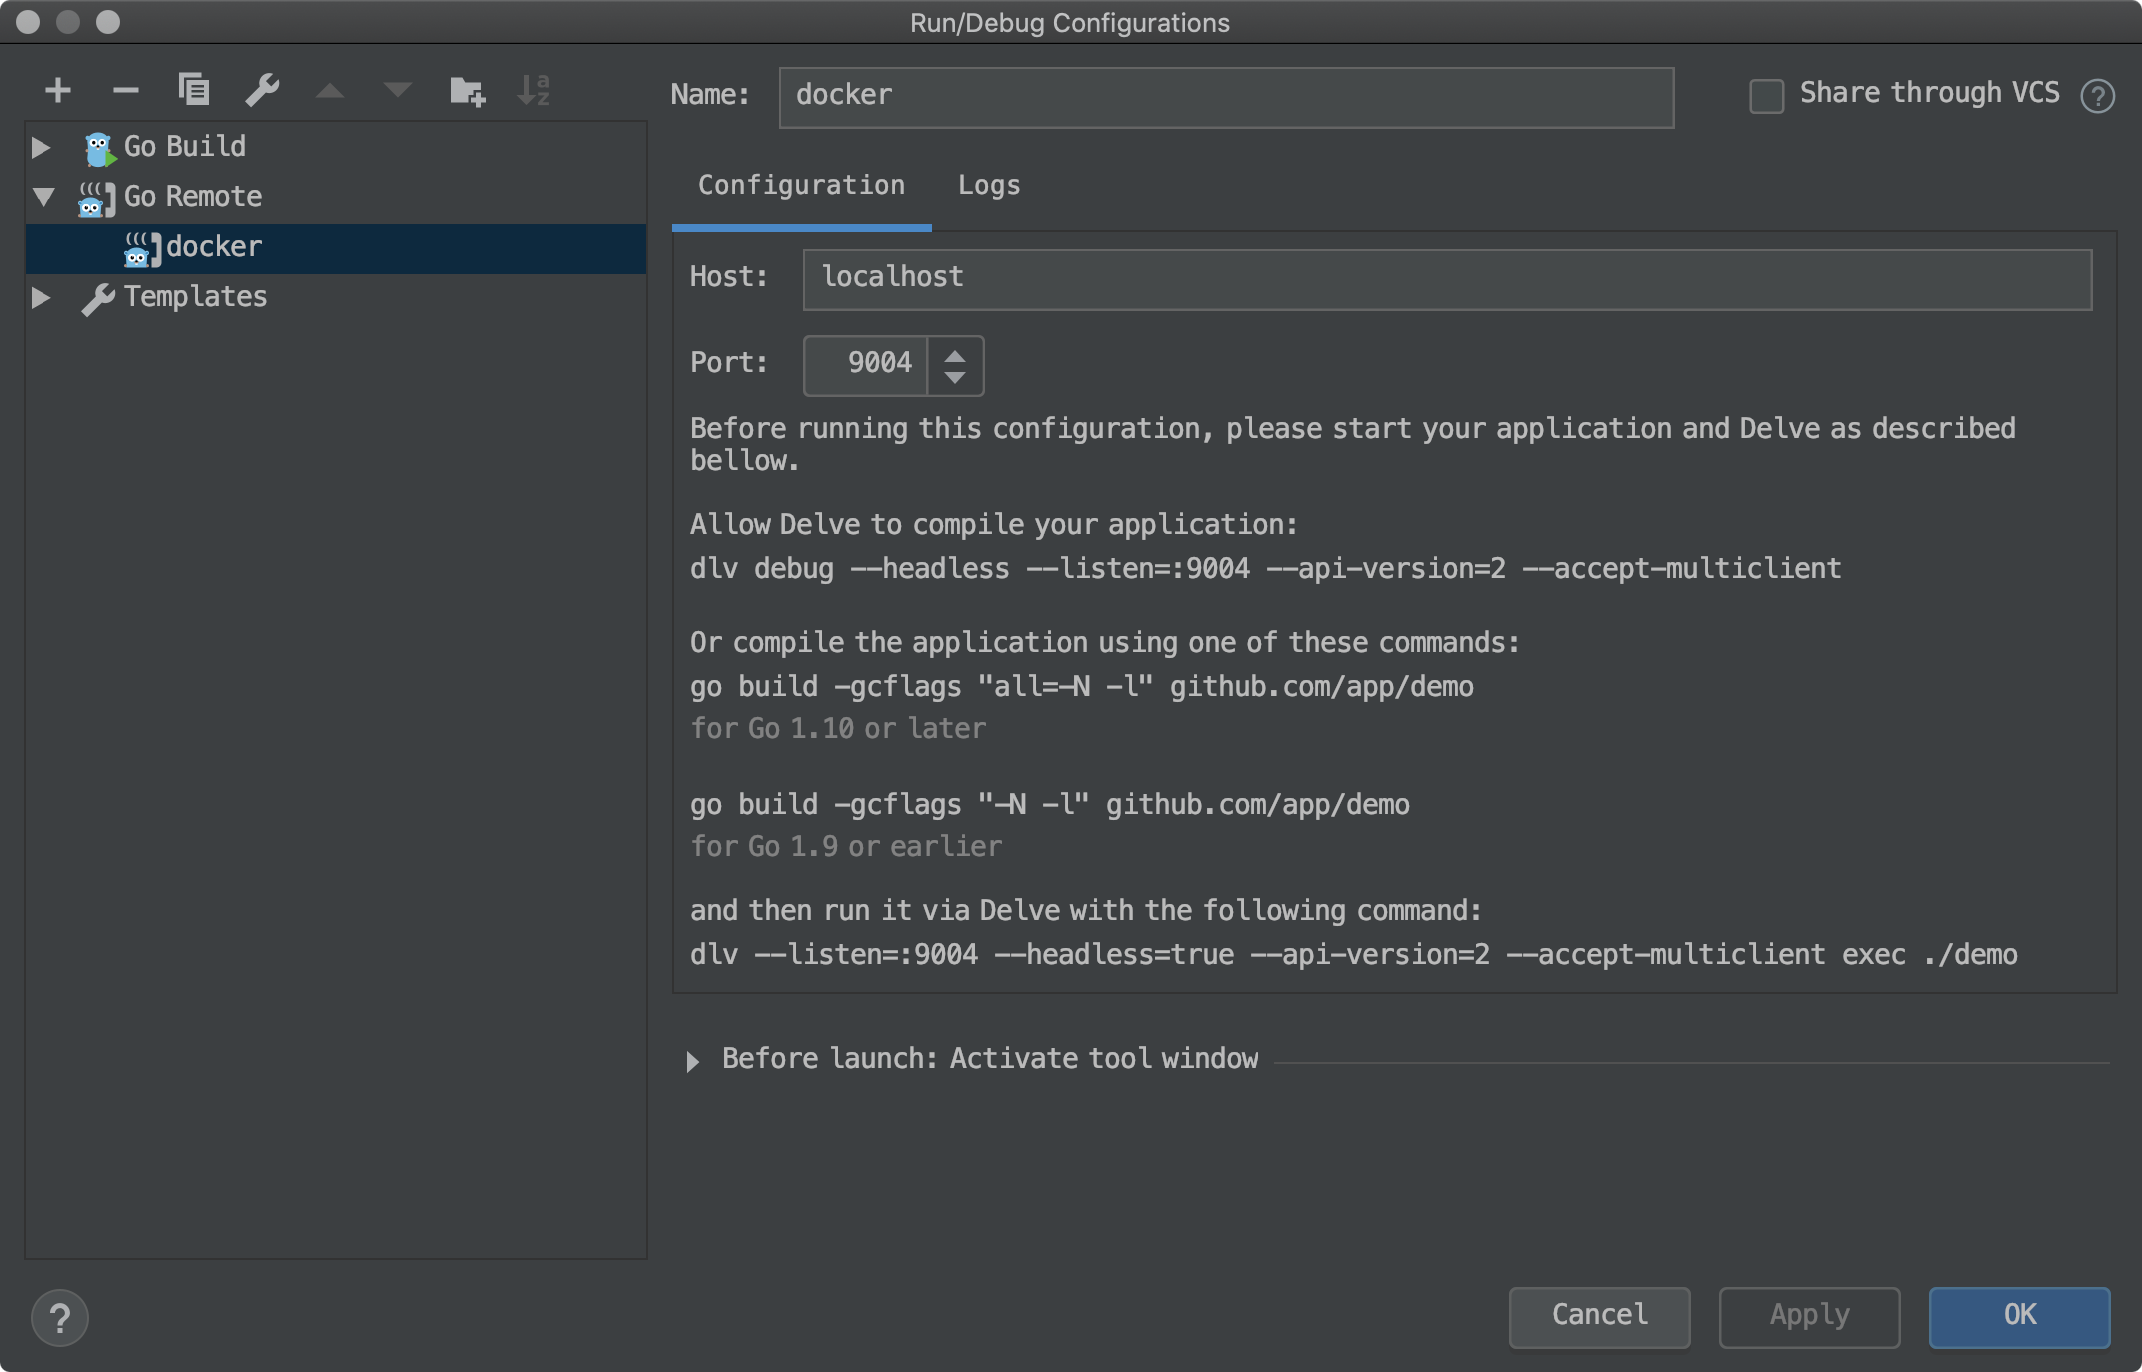 Run/Debug Configurations
Name: docker
Share through VCS ?
Go Build
Go Remote
docker
Templates
Configuration Logs
Host: localhost
Port: 9004
Before running this configuration, please start your application and Delve as described
bellow.
Allow Delve to compile your application:
dlv debug --headless --listen=:9004 --api-version=2 --accept-multiclient
Or compile the application using one of these commands:
go build -gcflags "all=-N -l" github.com/app/demo
for Go 1.10 or later
go build -gcflags "-N -l" github.com/app/demo
for Go 1.9 or earlier
and then run it via Delve with the following command:
dlv --listen=:9004 --headless=true --api-version=2 --accept-multiclient exec ./demo
Before launch: Activate tool window
? Cancel Apply OK